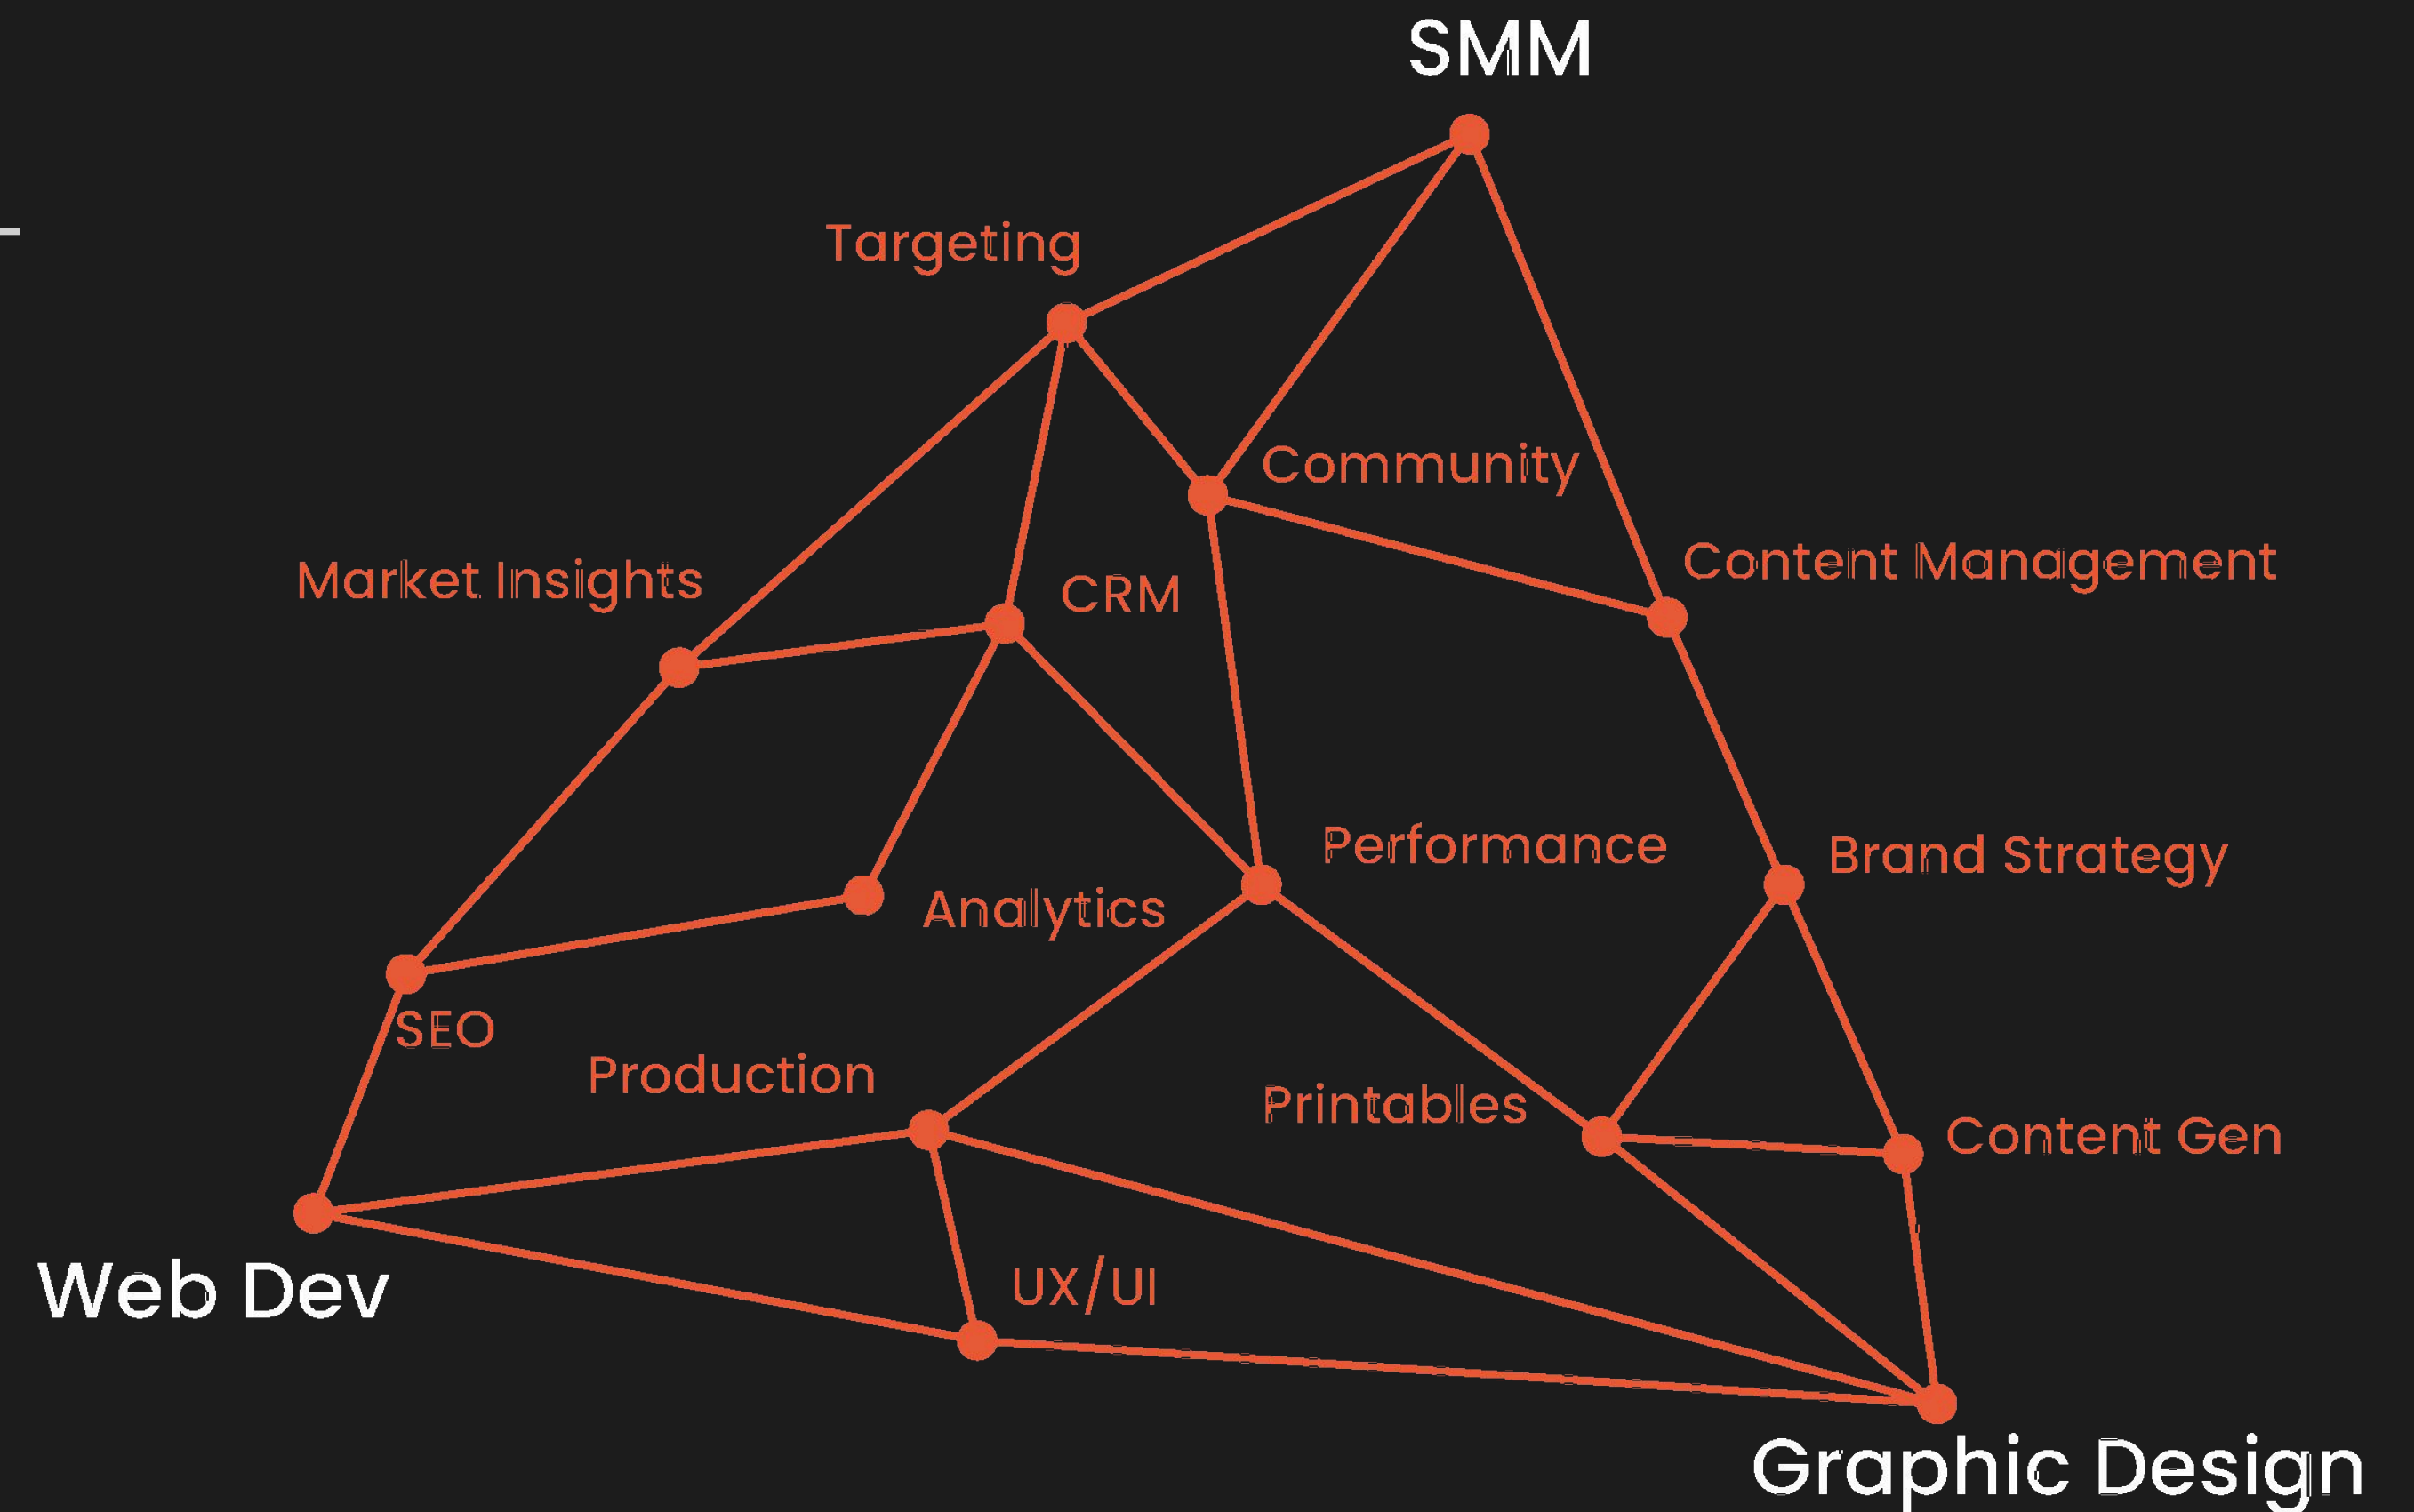 SMM
Targeting
Community
Content Management
Market Insights
CRM
Performance
Brand Strategy
Analytics
SEO
Production
Printables
Content Gen
UX/UI
Web Dev
Graphic Design